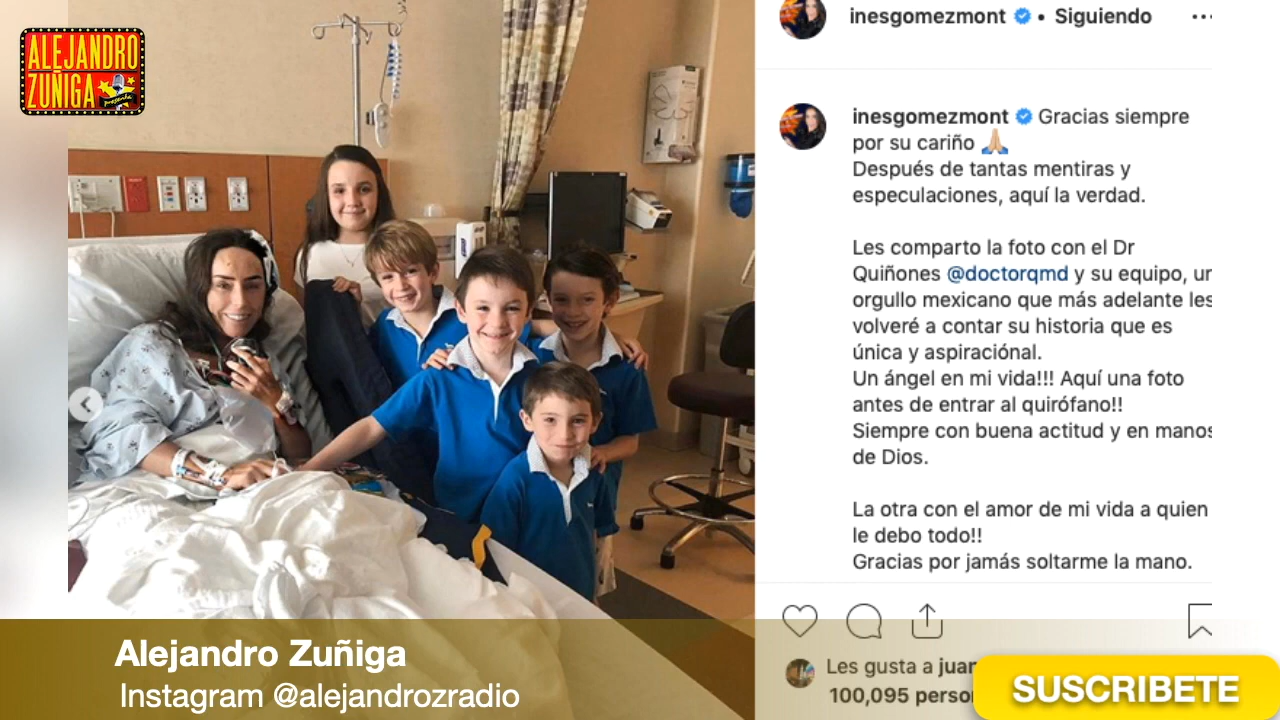 ALEJANDRO
ZUÑIGA
Presenta
inesgomezmont • Siguiendo ...
inesgomezmont Gracias siempre
por su cariño 🙏🏼
Después de tantas mentiras y
especulaciones, aquí la verdad.
Les comparto la foto con el Dr
Quiñones @doctorqmd y su equipo, un
orgullo mexicano que más adelante les
volveré a contar su historia que es
única y aspiraciónal.
Un ángel en mi vida!!! Aquí una foto
antes de entrar al quirófano!!
Siempre con buena actitud y en manos
de Dios.
La otra con el amor de mi vida a quien
le debo todo!!
Gracias por jamás soltarme la mano.
Les gusta a juan
100,095 person
Alejandro Zuñiga
Instagram @alejandrozradio
SUSCRIBETE